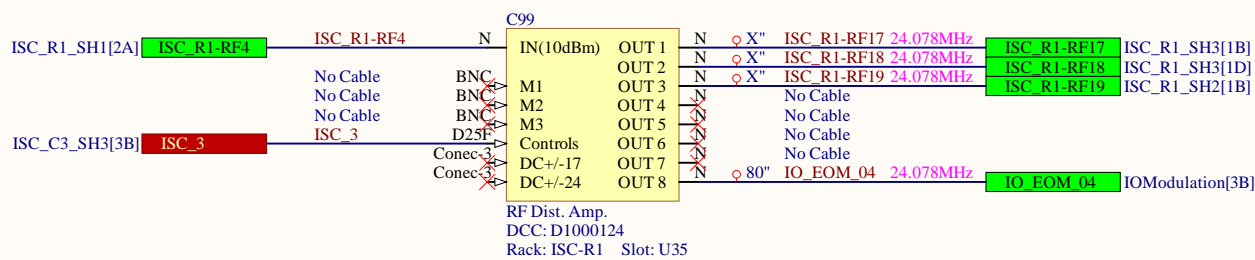 C99
ISC_R1_SH1[2A] ISC_R1-RF4 ISC_R1-RF4 N IN(10dBm) OUT 1 N X" ISC_R1-RF17 24.078MHz ISC_R1-RF17 ISC_R1_SH3[1B]
OUT 2 N X" ISC_R1-RF18 24.078MHz ISC_R1-RF18 ISC_R1_SH3[1D]
No Cable BNC M1 OUT 3 N X" ISC_R1-RF19 24.078MHz ISC_R1-RF19 ISC_R1_SH2[1B]
No Cable BNC M2 OUT 4 N No Cable
No Cable BNC M3 OUT 5 N No Cable
ISC_C3_SH3[3B] ISC_3 ISC_3 D25F Controls OUT 6 N No Cable
Conec-3 DC+/-17 OUT 7 N No Cable
Conec-3 DC+/-24 OUT 8 N 80" IO_EOM_04 24.078MHz IO_EOM_04 IOModulation[3B]
RF Dist. Amp.
DCC: D1000124
Rack: ISC-R1 Slot: U35